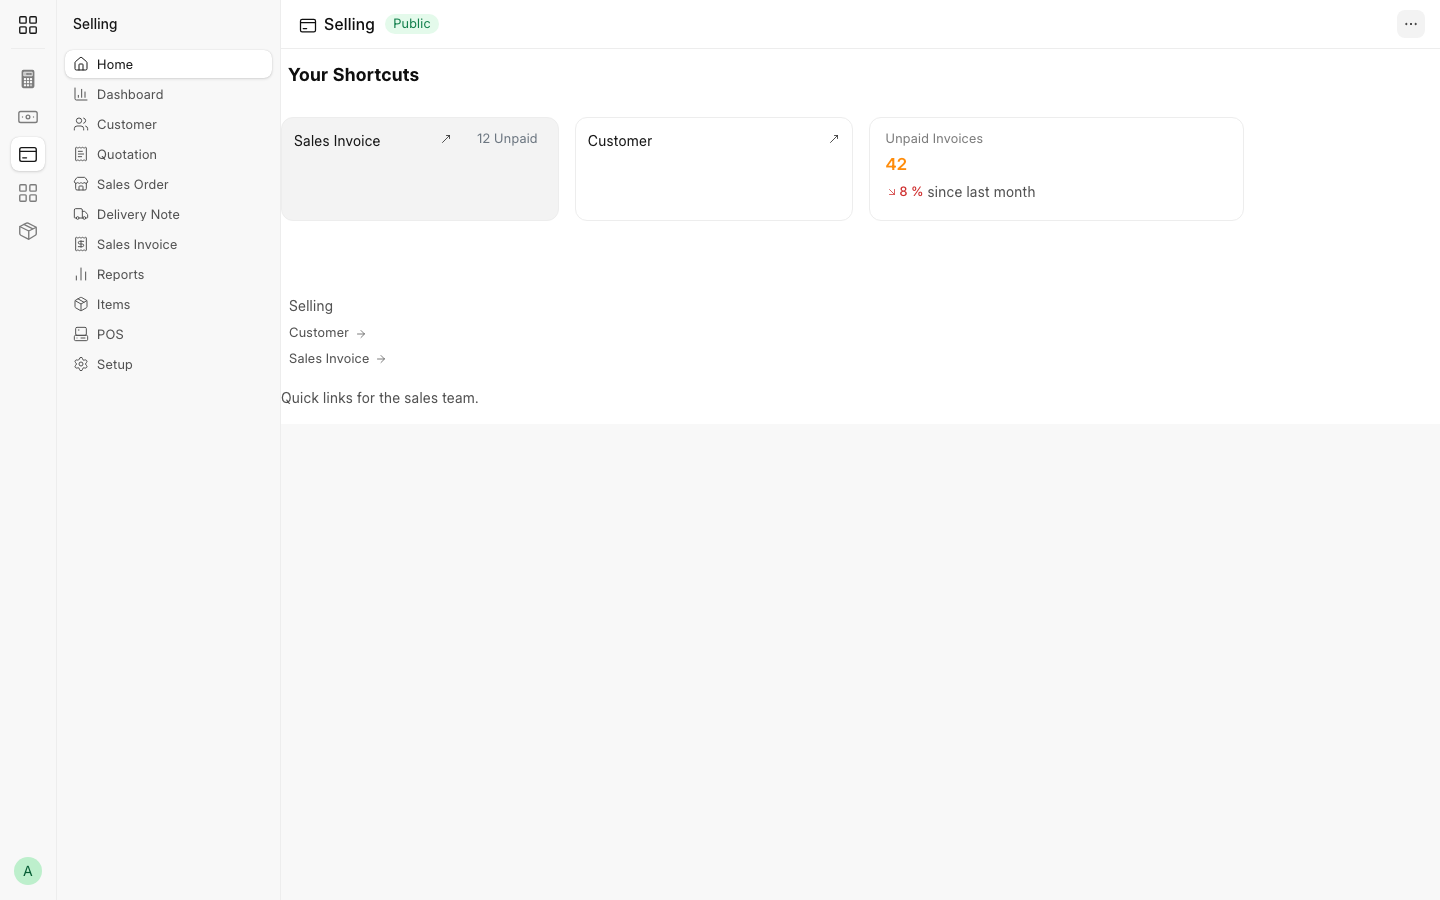 Selling
Home
Dashboard
Customer
Quotation
Sales Order
Delivery Note
Sales Invoice
Reports
Items
POS
Setup
A
Selling Public
Your Shortcuts
Sales Invoice 12 Unpaid
Customer
Unpaid Invoices
42
8 % since last month
Selling
Customer
Sales Invoice
Quick links for the sales team.